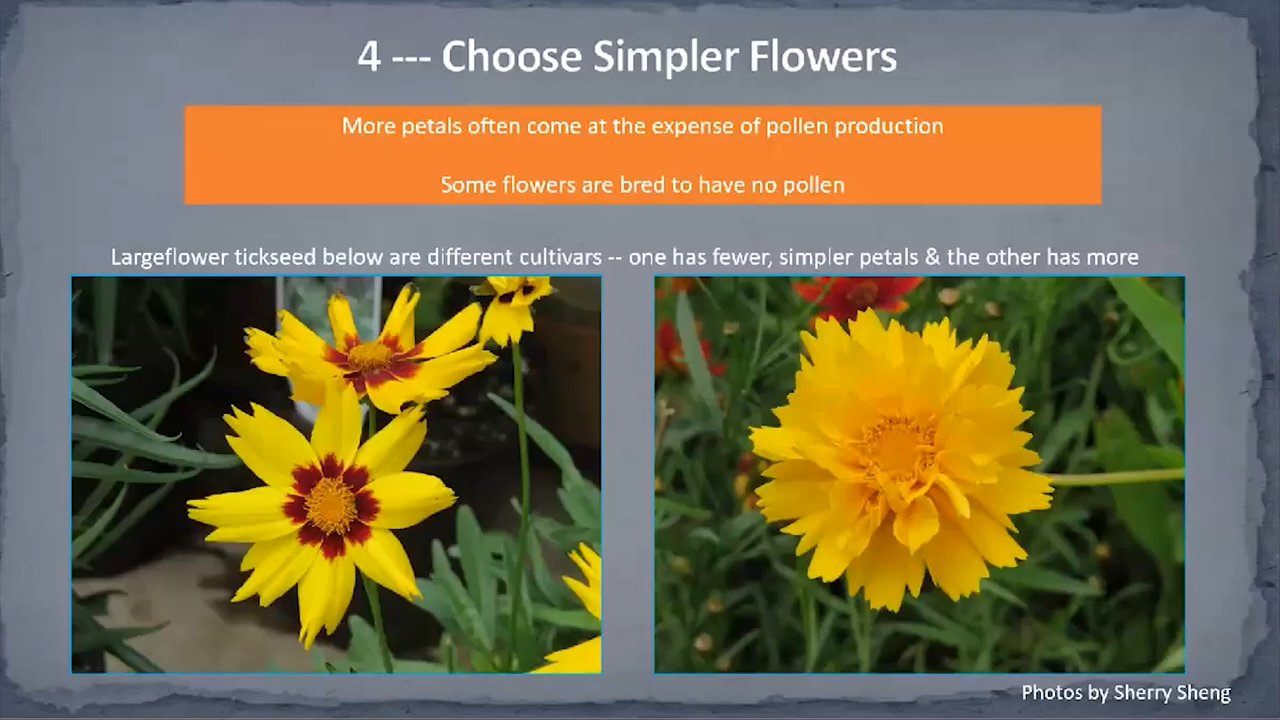 4 --- Choose Simpler Flowers
More petals often come at the expense of pollen production
Some flowers are bred to have no pollen
Largeflower tickseed below are different cultivars -- one has fewer, simpler petals & the other has more
Photos by Sherry Sheng